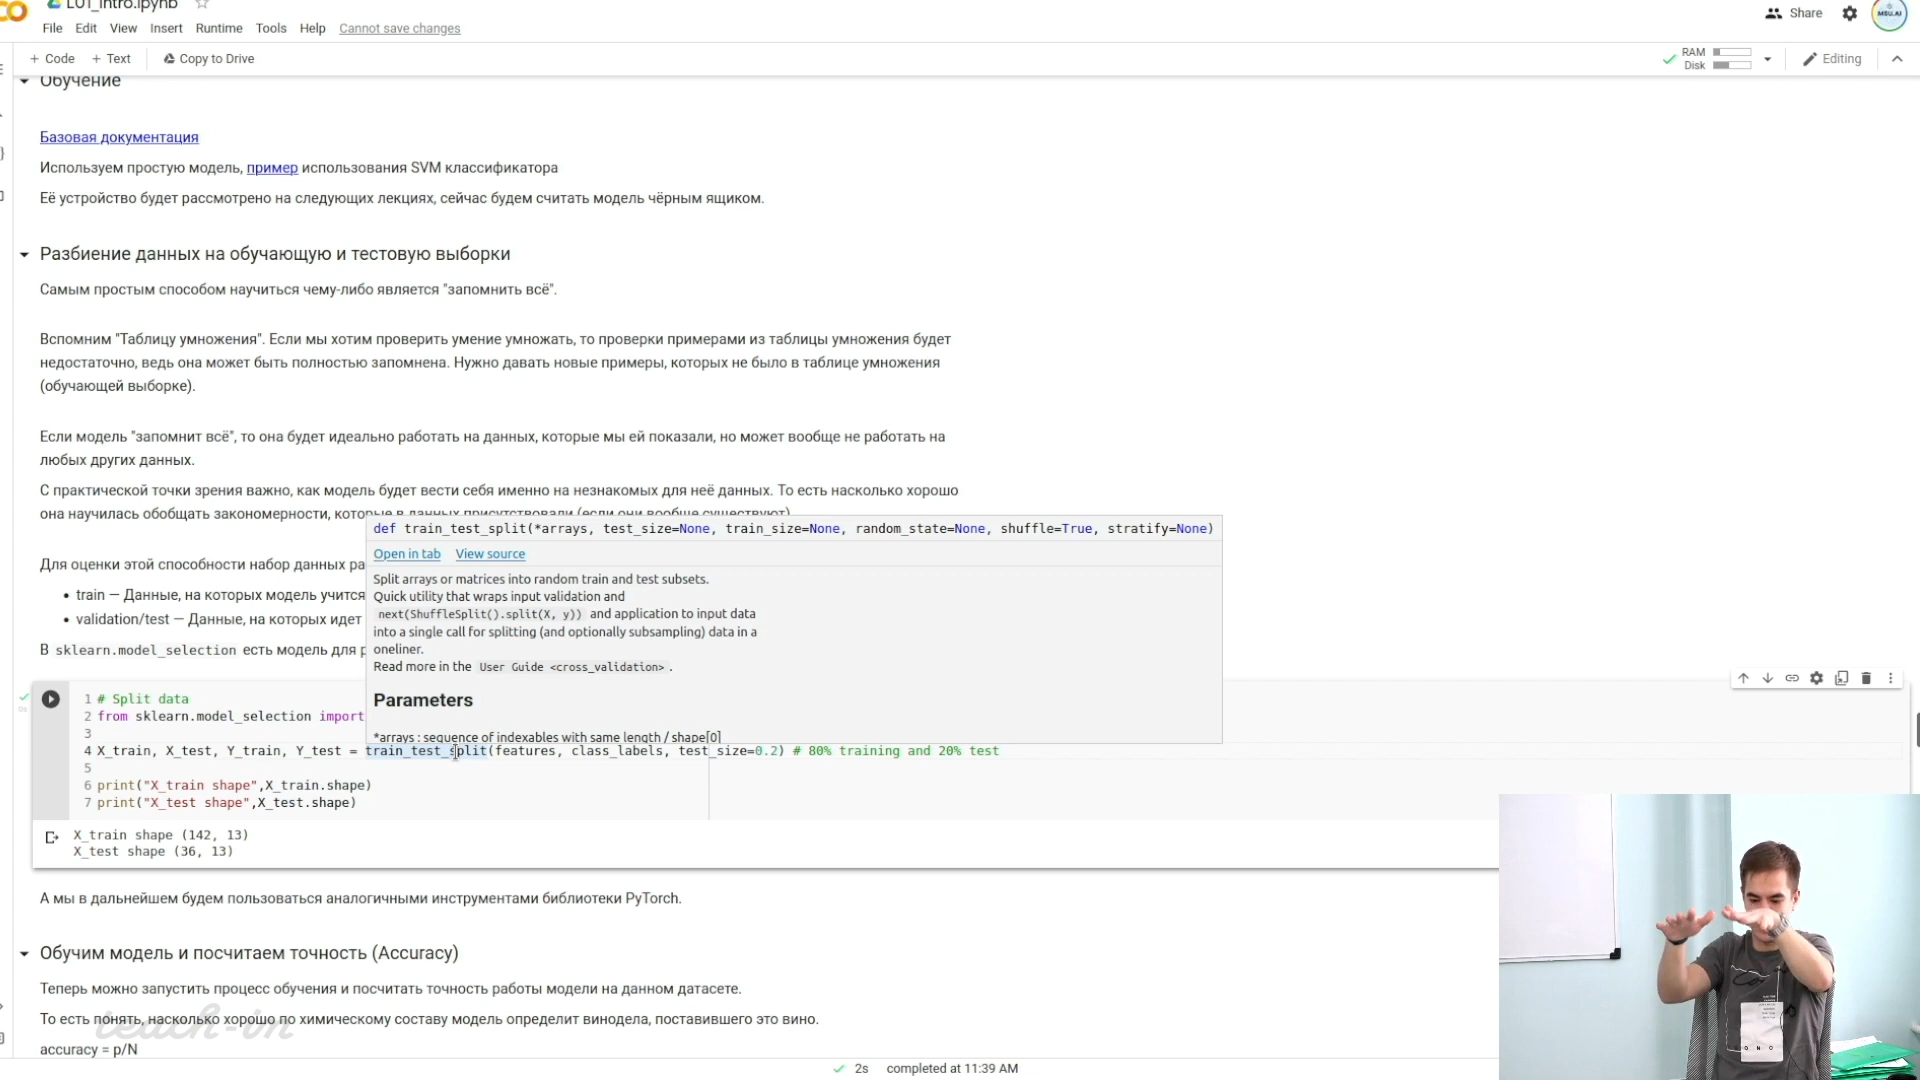 L01_Intro.ipynb
File Edit View Insert Runtime Tools Help Cannot save changes
Share
MSU.AI
+ Code + Text Copy to Drive
RAM
Disk
Editing
Обучение
Базовая документация
Используем простую модель, пример использования SVM классификатора
Её устройство будет рассмотрено на следующих лекциях, сейчас будем считать модель чёрным ящиком.
Разбиение данных на обучающую и тестовую выборки
Самым простым способом научиться чему-либо является "запомнить всё".
Вспомним "Таблицу умножения". Если мы хотим проверить умение умножать, то проверки примерами из таблицы умножения будет
недостаточно, ведь она может быть полностью запомнена. Нужно давать новые примеры, которых не было в таблице умножения
(обучающей выборке).
Если модель "запомнит всё", то она будет идеально работать на данных, которые мы ей показали, но может вообще не работать на
любых других данных.
С практической точки зрения важно, как модель будет вести себя именно на незнакомых для неё данных. То есть насколько хорошо
она научилась обобщать закономерности, которые в данных присутствовали (если они вообще существуют).
def train_test_split(*arrays, test_size=None, train_size=None, random_state=None, shuffle=True, stratify=None)
Open in tab View source
Split arrays or matrices into random train and test subsets.
Quick utility that wraps input validation and
next(ShuffleSplit().split(X, y)) and application to input data
into a single call for splitting (and optionally subsampling) data in a
oneliner.
Read more in the User Guide <cross_validation> .
Parameters
*arrays : sequence of indexables with same length / shape[0]
Для оценки этой способности набор данных ра
train — Данные, на которых модель учится
validation/test — Данные, на которых идет
В sklearn.model_selection есть модель для р
1 # Split data
2 from sklearn.model_selection import
3
4 X_train, X_test, Y_train, Y_test = train_test_split(features, class_labels, test_size=0.2) # 80% training and 20% test
5
6 print("X_train shape",X_train.shape)
7 print("X_test shape",X_test.shape)
X_train shape (142, 13)
X_test shape (36, 13)
А мы в дальнейшем будем пользоваться аналогичными инструментами библиотеки PyTorch.
Обучим модель и посчитаем точность (Accuracy)
Теперь можно запустить процесс обучения и посчитать точность работы модели на данном датасете.
То есть понять, насколько хорошо по химическому составу модель определит винодела, поставившего это вино.
teach-in
accuracy = p/N
2s completed at 11:39 AM